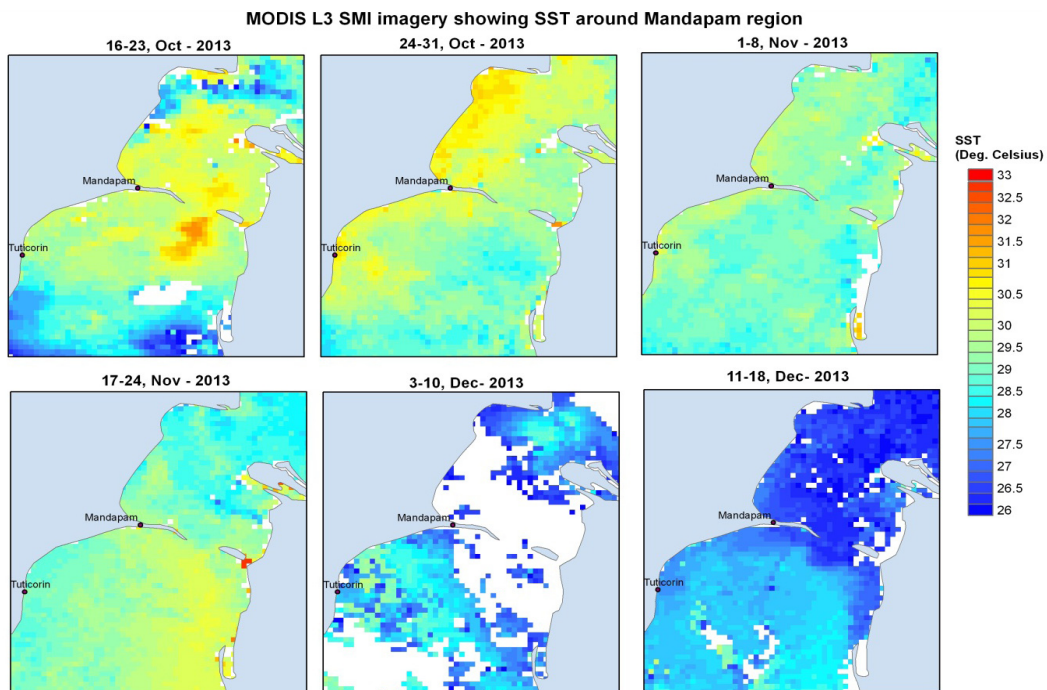 MODIS L3 SMI imagery showing SST around Mandapam region
16-23, Oct - 2013
24-31, Oct - 2013
1-8, Nov - 2013
Mandapam
Tuticorin
Mandapam
Tuticorin
Mandapam
Tuticorin
SST
(Deg. Celsius)
33
32.5
32
31.5
31
30.5
30
29.5
29
28.5
28
27.5
27
26.5
26
17-24, Nov - 2013
3-10, Dec- 2013
11-18, Dec- 2013
Mandapam
Tuticorin
Mandapam
Tuticorin
Mandapam
Tuticorin